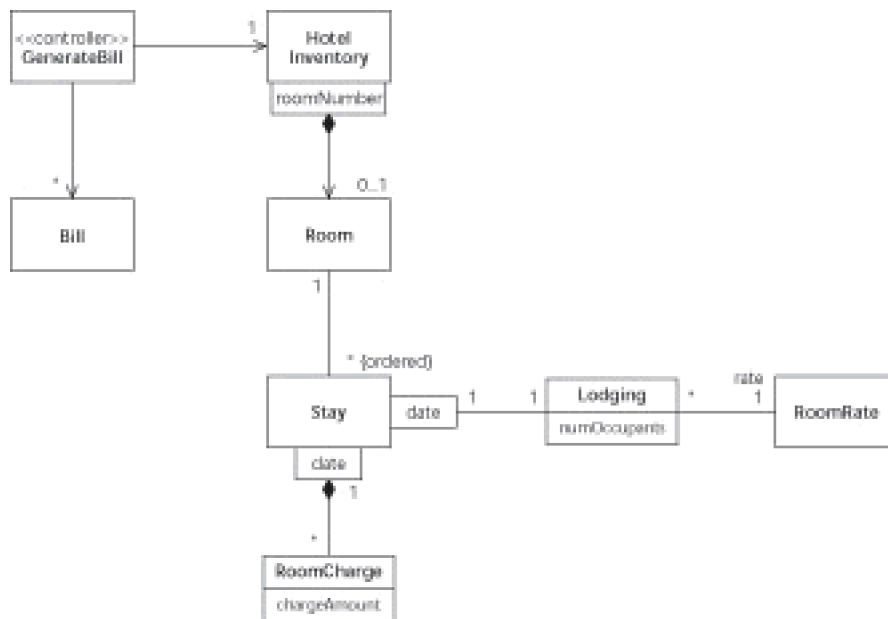 <<controller>>
GenerateBill
1
Hotel
Inventory
roomNumber
*
0..1
Bill
Room
1
* {ordered}
Stay
date
1
1
Lodging
numOccupants
*
rate
1
RoomRate
date
1
*
RoomCharge
chargeAmount